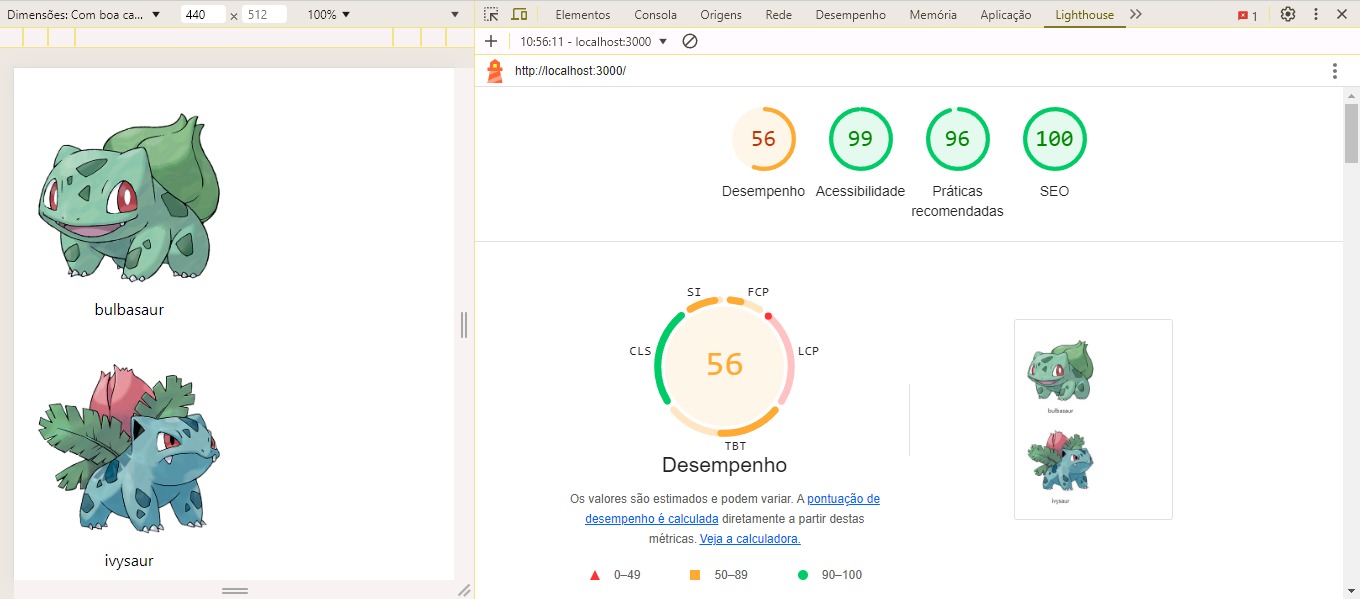 Dimensões: Com boa ca... 440 × 512 100%
Elementos Consola Origens Rede Desempenho Memória Aplicação Lighthouse 1
10:56:11 - localhost:3000
http://localhost:3000/
56 99 96 100
Desempenho Acessibilidade Práticas recomendadas SEO
bulbasaur
ivysaur
SI FCP
CLS LCP
56
TBT
Desempenho
Os valores são estimados e podem variar. A pontuação de
desempenho é calculada diretamente a partir destas
métricas. Veja a calculadora.
0–49 50–89 90–100
bulbasaur
ivysaur